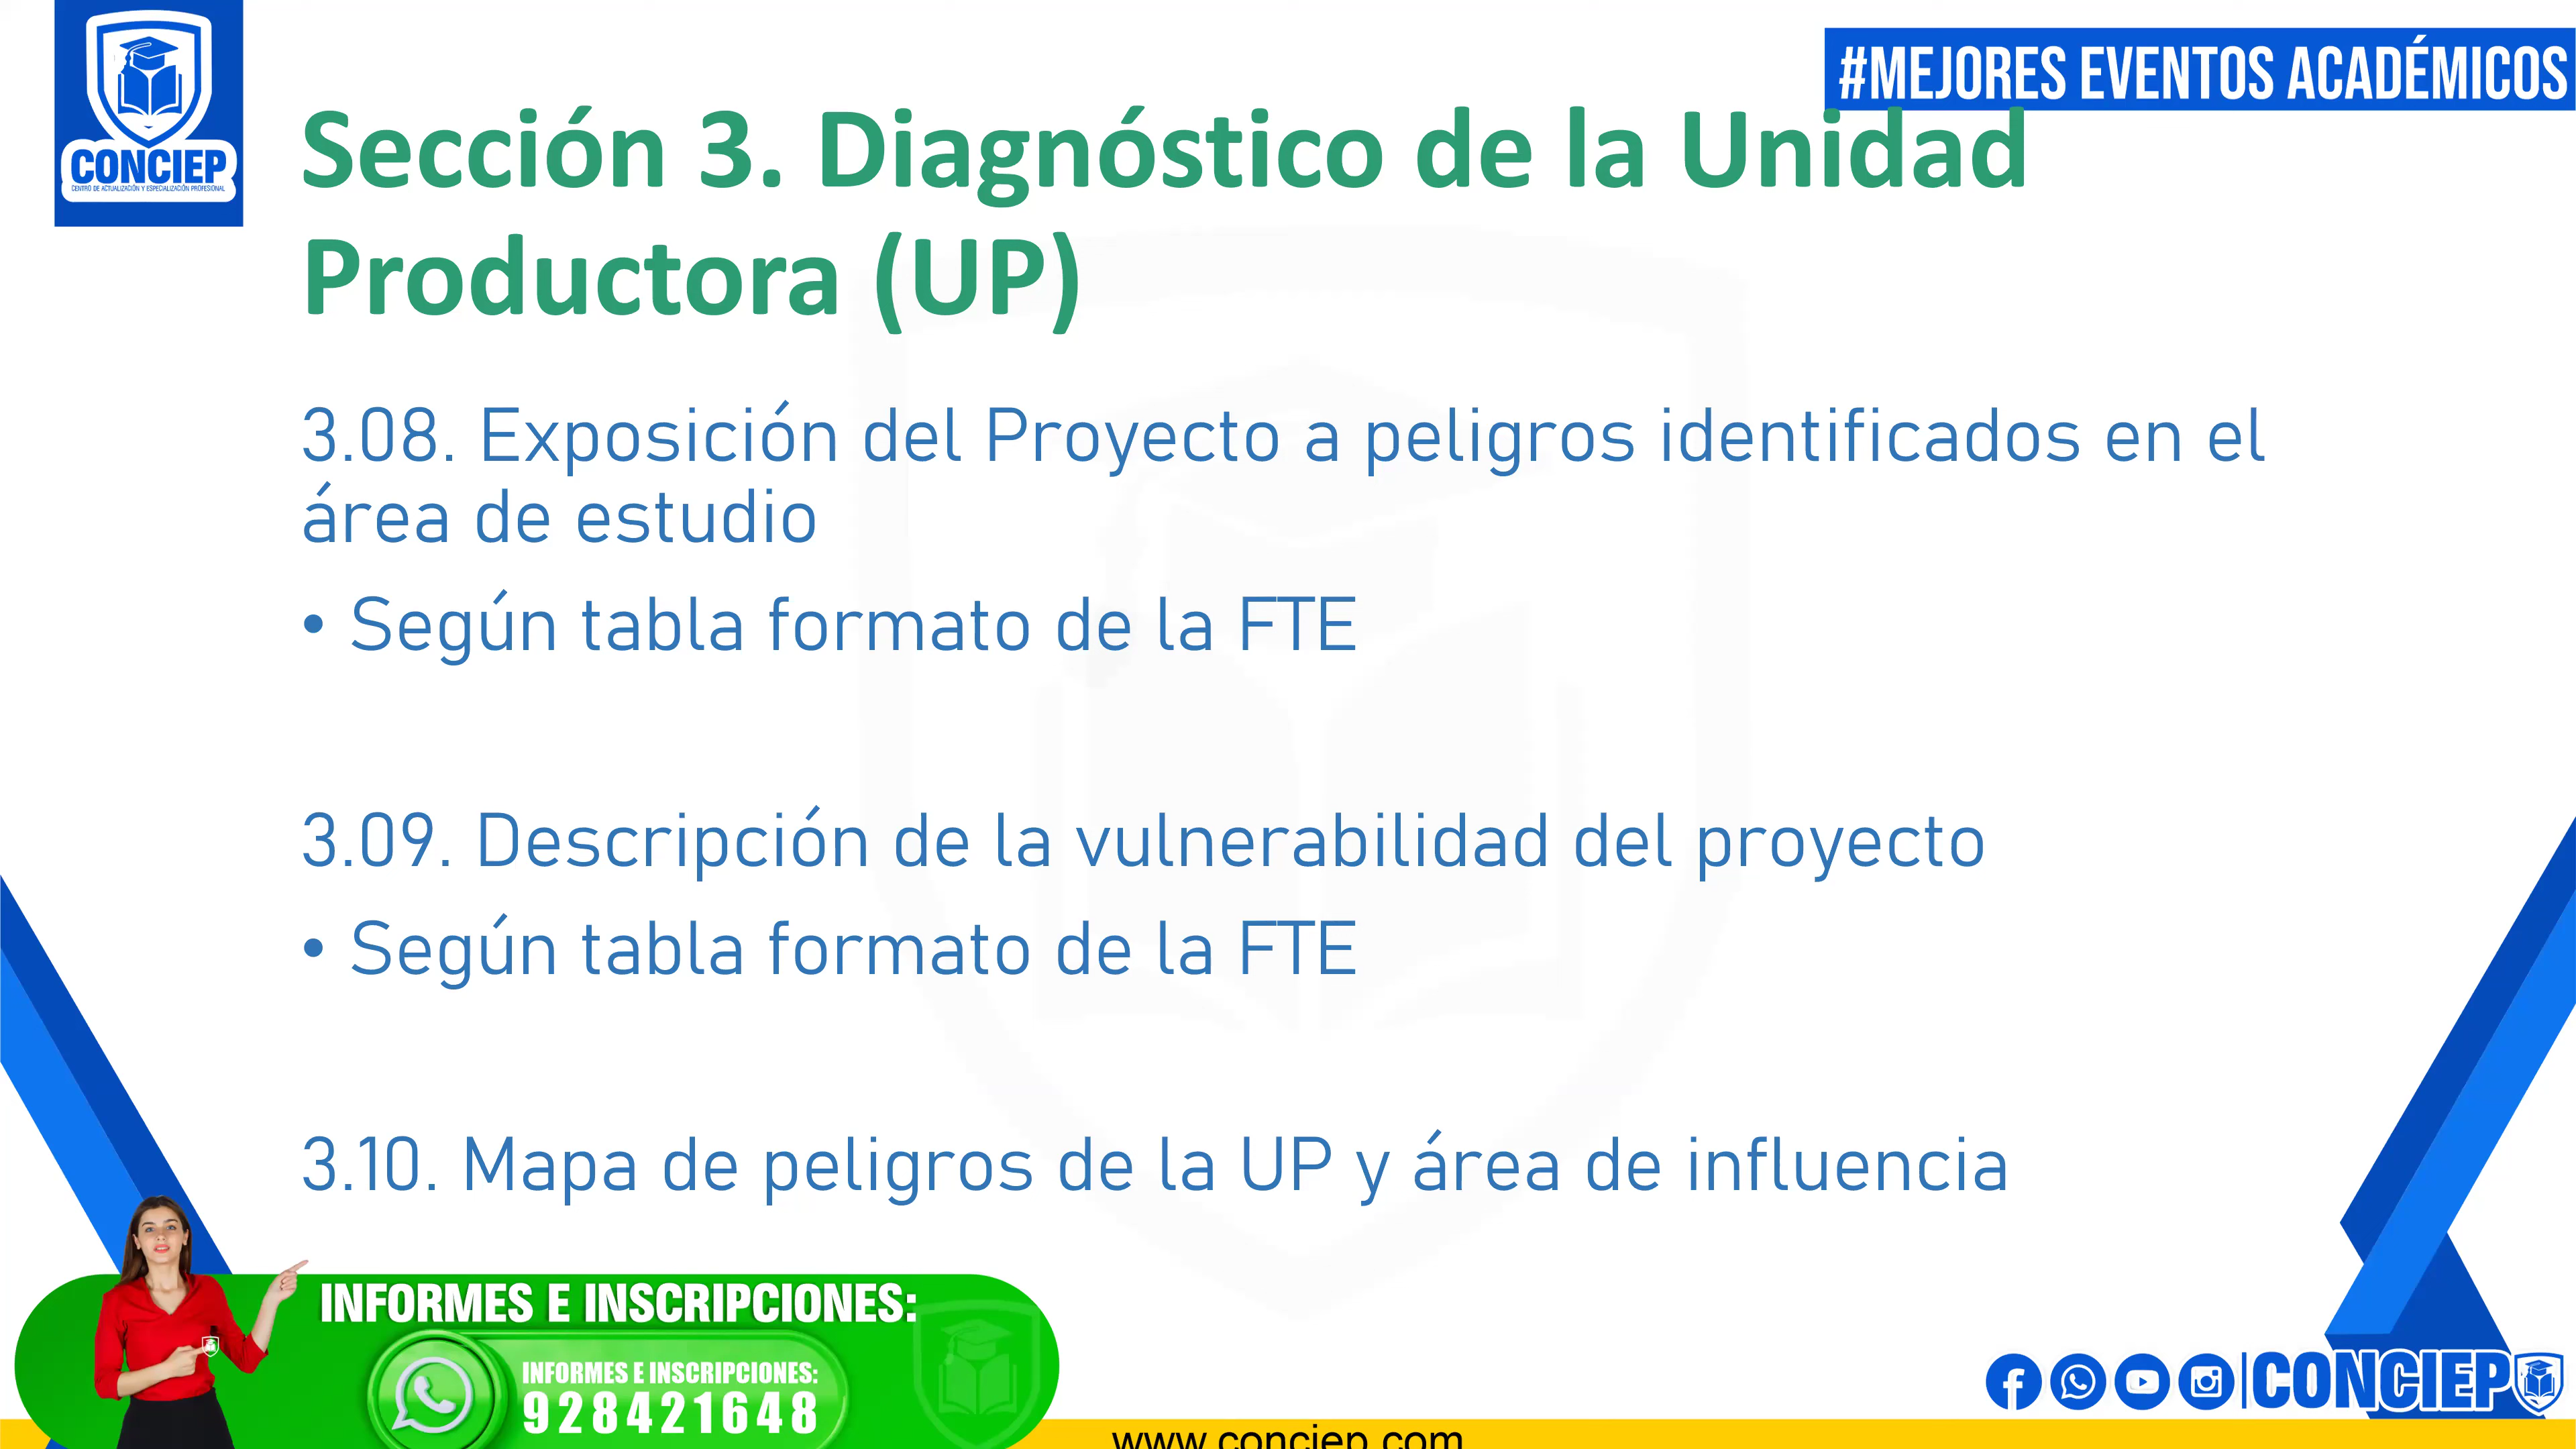 CONCIEP
CENTRO DE ACTUALIZACIÓN Y ESPECIALIZACIÓN PROFESIONAL
#MEJORES EVENTOS ACADÉMICOS
Sección 3. Diagnóstico de la Unidad
Productora (UP)
3.08. Exposición del Proyecto a peligros identificados en el
área de estudio
• Según tabla formato de la FTE
3.09. Descripción de la vulnerabilidad del proyecto
• Según tabla formato de la FTE
3.10. Mapa de peligros de la UP y área de influencia
INFORMES E INSCRIPCIONES:
INFORMES E INSCRIPCIONES:
928421648
CONCIEP
www.conciep.com